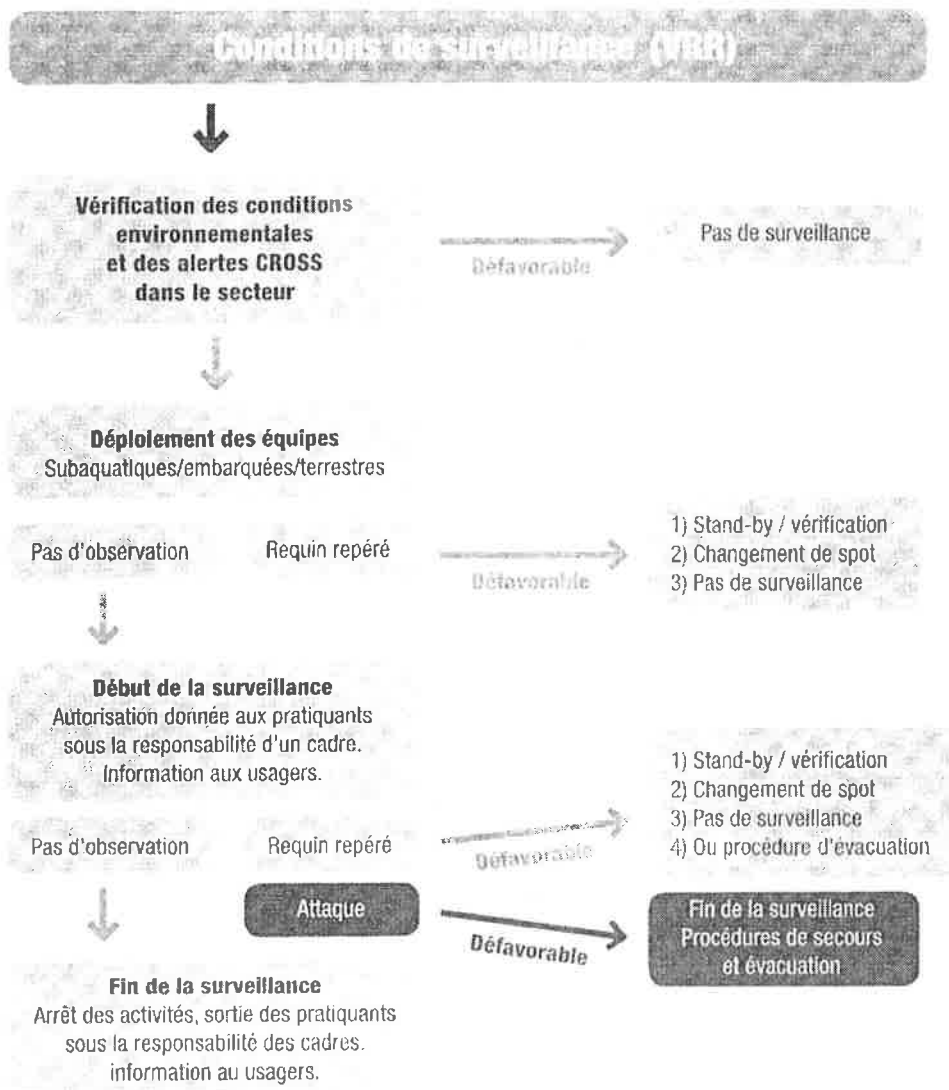 Conditions de surveillance (VRR)
Vérification des conditions
environnementales
et des alertes CROSS
dans le secteur
Défavorable
Pas de surveillance
Déploiement des équipes
Subaquatiques/embarquées/terrestres
Pas d'observation
Requin repéré
Défavorable
1) Stand-by / vérification
2) Changement de spot
3) Pas de surveillance
Début de la surveillance
Autorisation donnée aux pratiquants
sous la responsabilité d'un cadre.
Information aux usagers.
Pas d'observation
Requin repéré
Défavorable
1) Stand-by / vérification
2) Changement de spot
3) Pas de surveillance
4) Ou procédure d'évacuation
Attaque
Défavorable
Fin de la surveillance
Procédures de secours
et évacuation
Fin de la surveillance
Arrêt des activités, sortie des pratiquants
sous la responsabilité des cadres.
information au usagers.